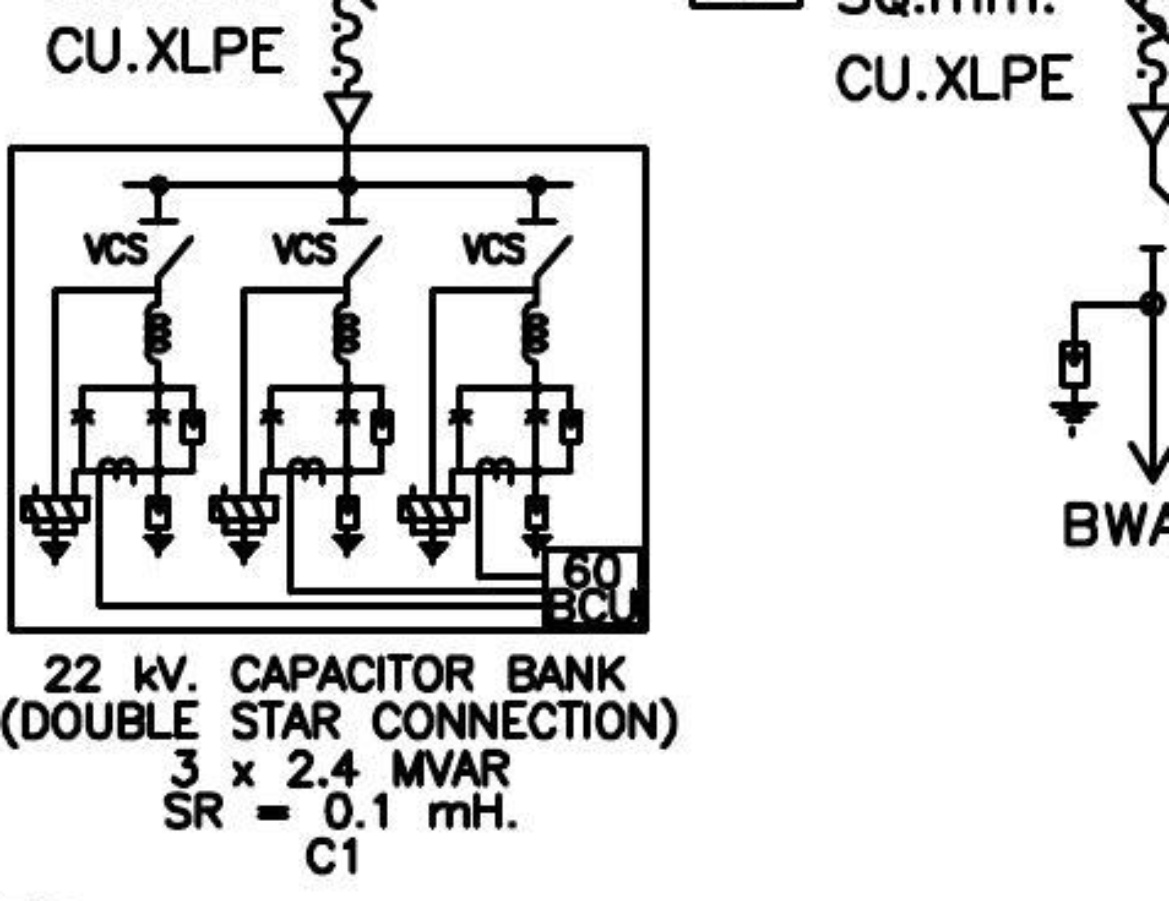 CU.XLPE
SQ.mm.
CU.XLPE
VCS VCS VCS
60
BCU
22 kV. CAPACITOR BANK
(DOUBLE STAR CONNECTION)
3 x 2.4 MVAR
SR = 0.1 mH.
C1